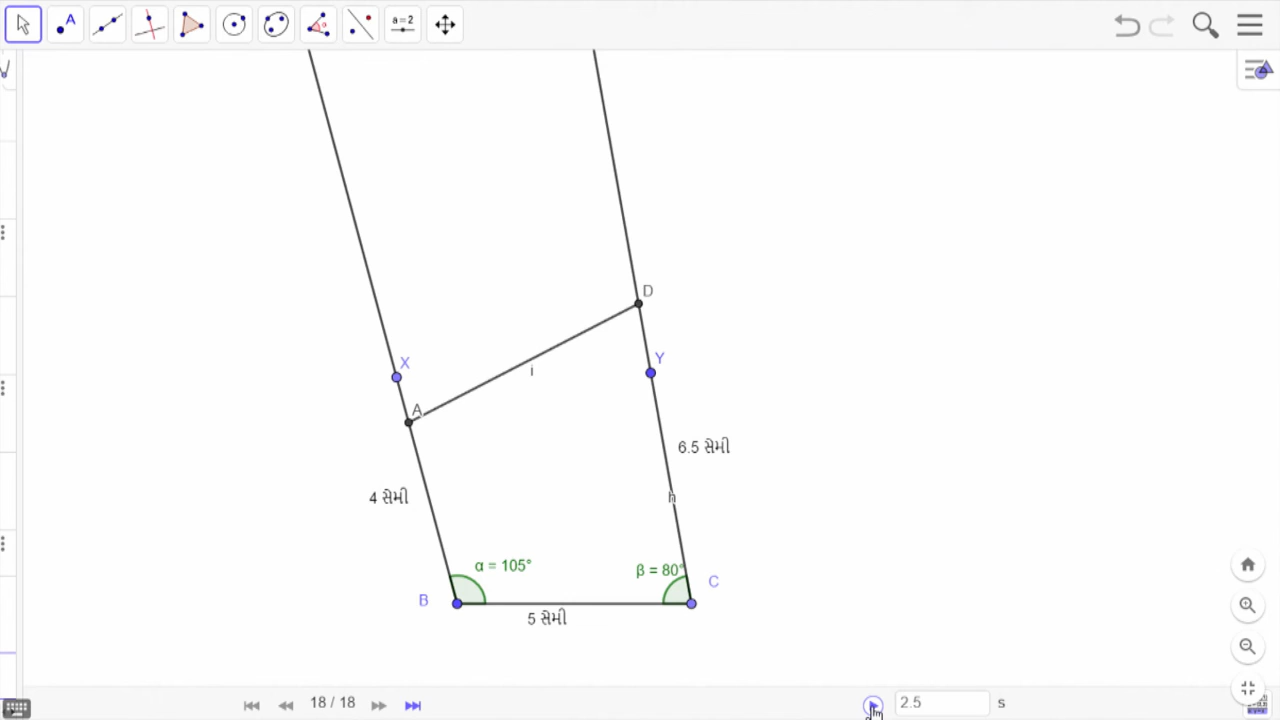 A
a=2
D
X
Y
i
A
6.5 સેમી
4 સેમી
h
α = 105°
β = 80°
C
B
5 સેમી
18 / 18
2.5 s